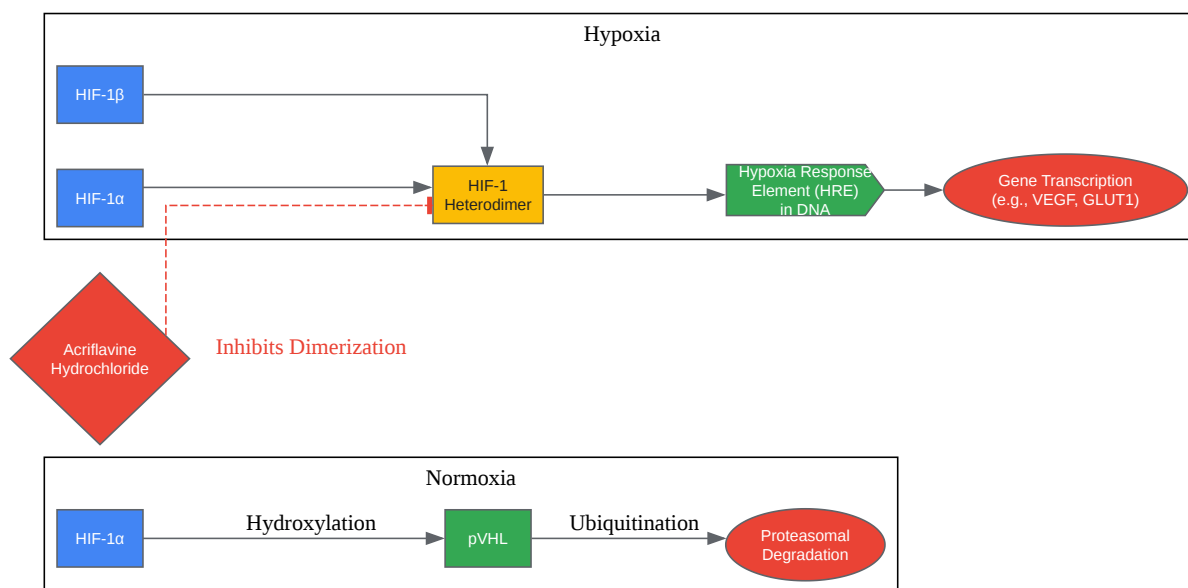 Hypoxia
HIF-1β
HIF-1α
HIF-1
Heterodimer
Hypoxia Response
Element (HRE)
in DNA
Gene Transcription
(e.g., VEGF, GLUT1)
Acriflavine
Hydrochloride
Inhibits Dimerization
Normoxia
HIF-1α
Hydroxylation
pVHL
Ubiquitination
Proteasomal
Degradation